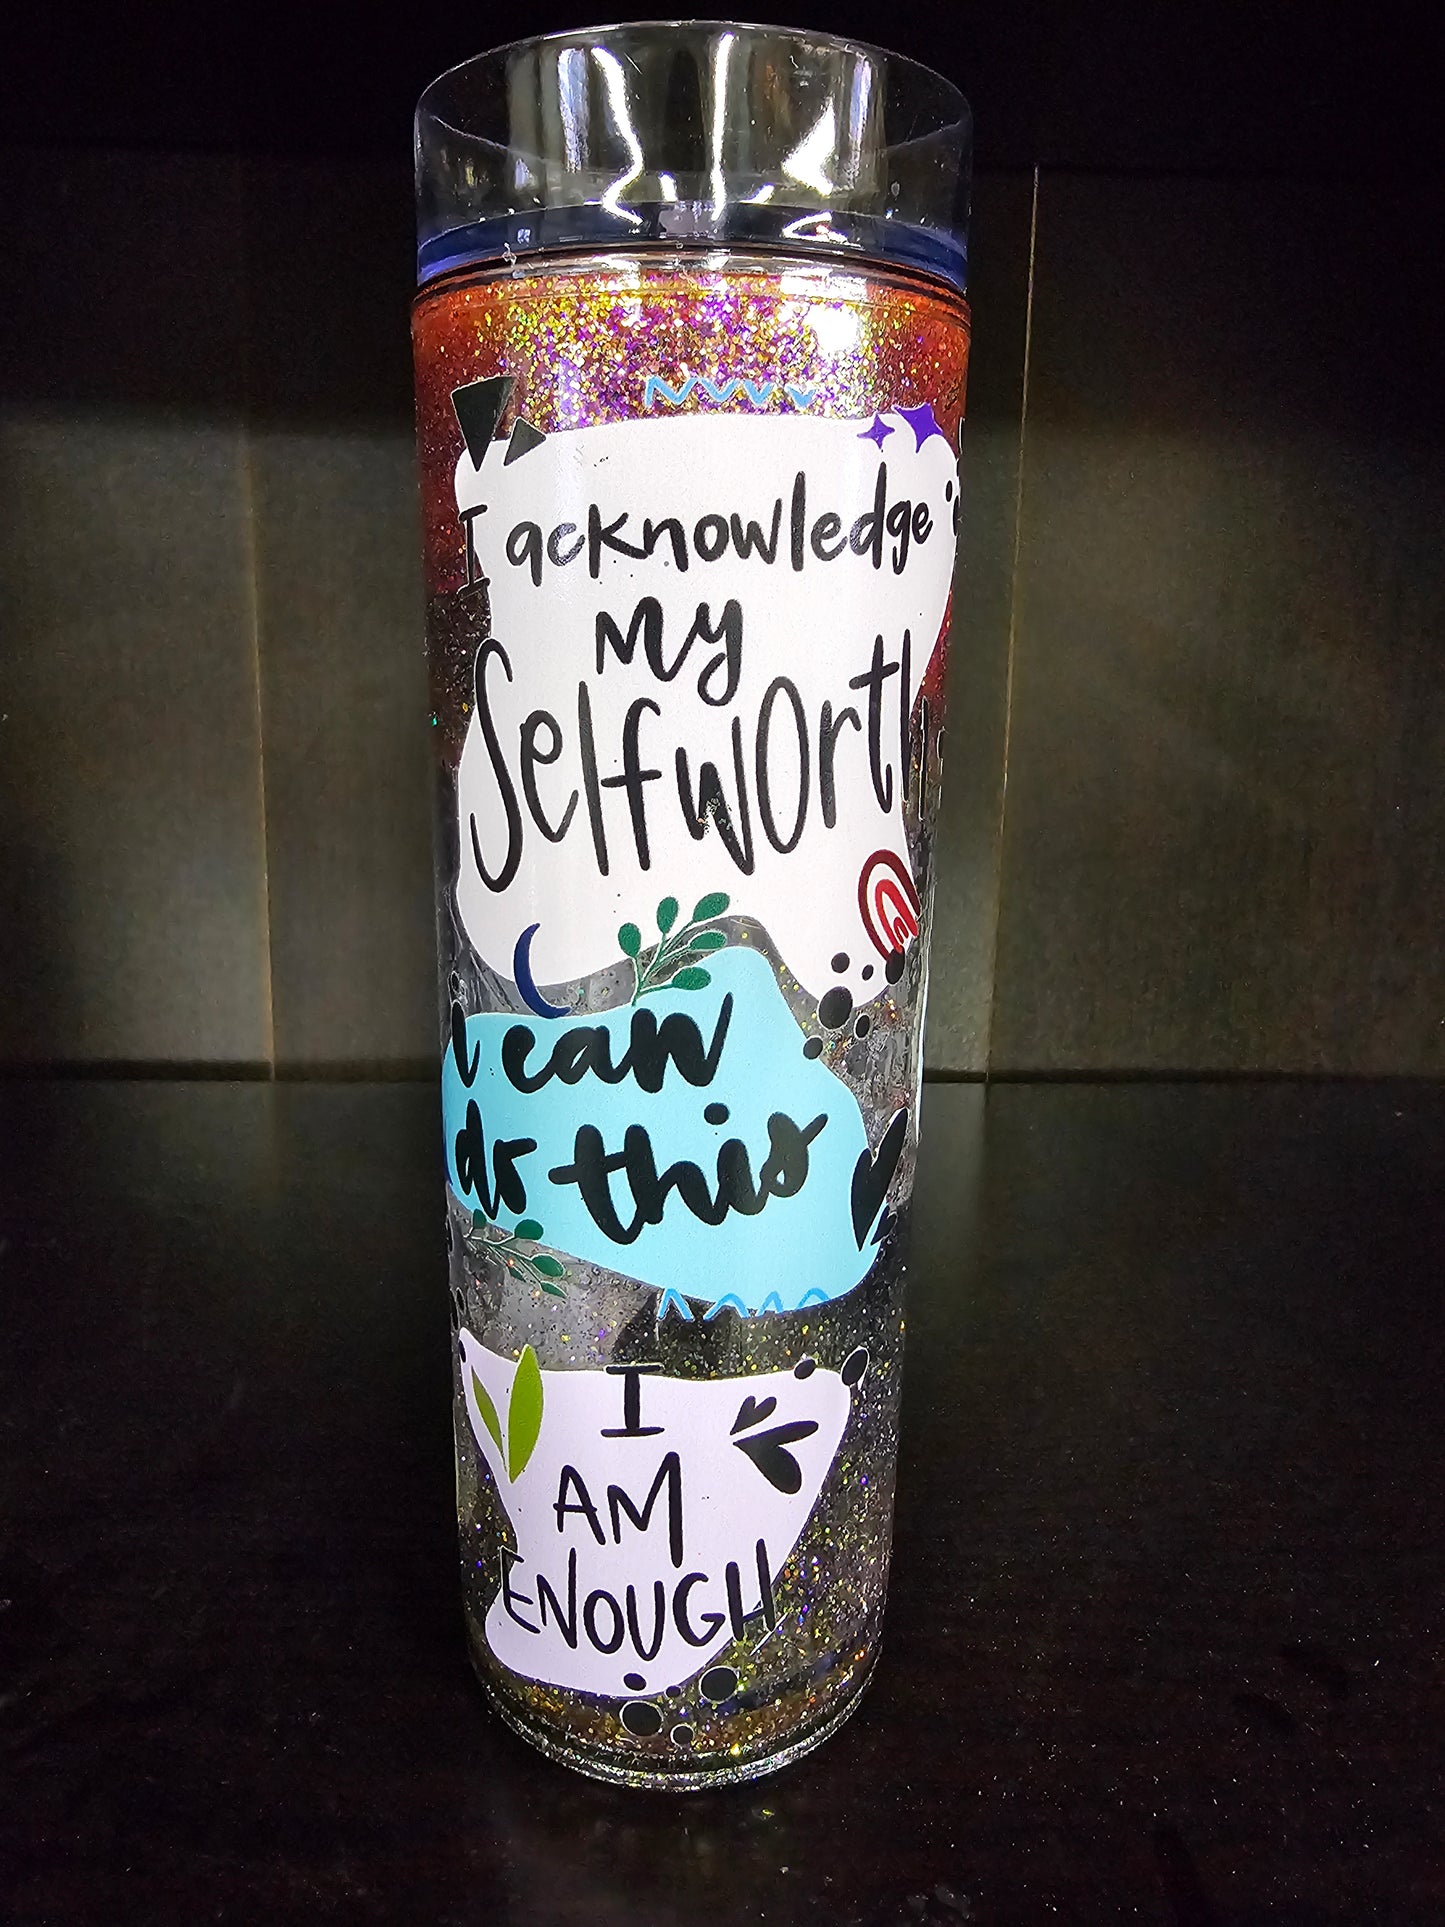 I acknowledge
my
Selfworth
i can
do this
I
AM
ENOUGH